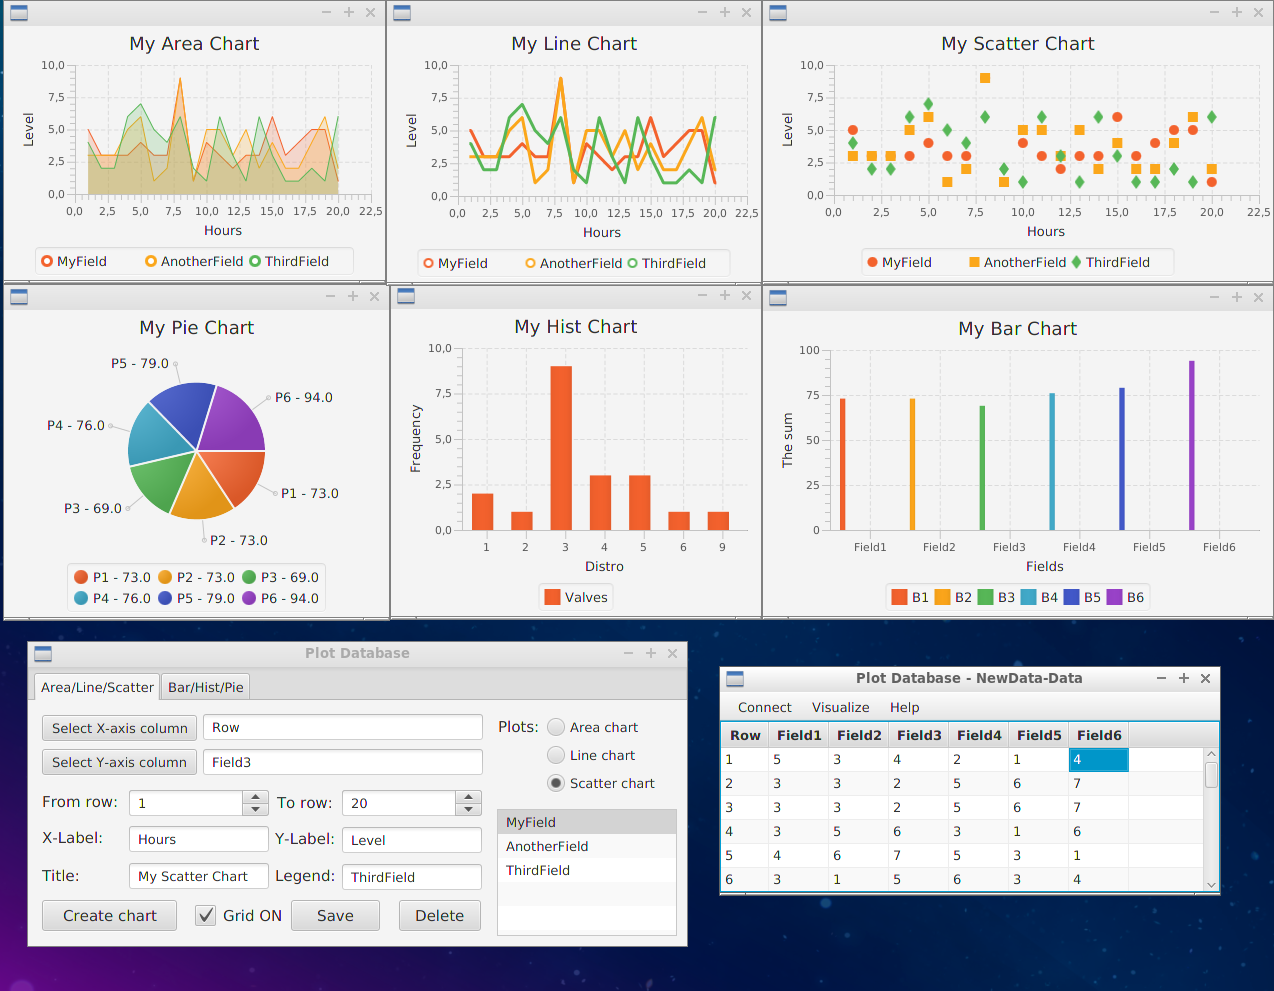 My Area Chart
10,0
7,5
5,0
2,5
0,0
Level
0,0 2,5 5,0 7,5 10,0 12,5 15,0 17,5 20,0 22,5
Hours
MyField AnotherField ThirdField
My Line Chart
10,0
7,5
5,0
2,5
0,0
Level
0,0 2,5 5,0 7,5 10,0 12,5 15,0 17,5 20,0 22,5
Hours
MyField AnotherField ThirdField
My Scatter Chart
10,0
7,5
5,0
2,5
0,0
Level
0,0 2,5 5,0 7,5 10,0 12,5 15,0 17,5 20,0 22,5
Hours
MyField AnotherField ThirdField
My Pie Chart
P5 - 79.0
P6 - 94.0
P4 - 76.0
P1 - 73.0
P3 - 69.0
P2 - 73.0
P1 - 73.0 P2 - 73.0 P3 - 69.0
P4 - 76.0 P5 - 79.0 P6 - 94.0
My Hist Chart
10,0
7,5
5,0
2,5
0,0
Frequency
1 2 3 4 5 6 9
Distro
Valves
My Bar Chart
100
75
50
25
0
The sum
Field1 Field2 Field3 Field4 Field5 Field6
Fields
B1 B2 B3 B4 B5 B6
Plot Database
Area/Line/Scatter Bar/Hist/Pie
Select X-axis column Row
Select Y-axis column Field3
From row: 1 To row: 20
X-Label: Hours Y-Label: Level
Title: My Scatter Chart Legend: ThirdField
Create chart Grid ON Save Delete
Plots: Area chart
Line chart
Scatter chart
MyField
AnotherField
ThirdField
Plot Database - NewData-Data
Connect Visualize Help
Row Field1 Field2 Field3 Field4 Field5 Field6
1 5 3 4 2 1 4
2 3 3 2 5 6 7
3 3 3 2 5 6 7
4 3 5 6 3 1 6
5 4 6 7 5 3 1
6 3 1 5 6 3 4